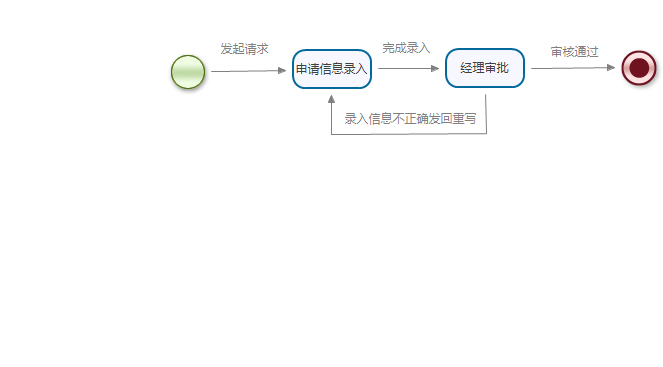 发起请求
申请信息录入
完成录入
经理审批
审核通过
录入信息不正确发回重写